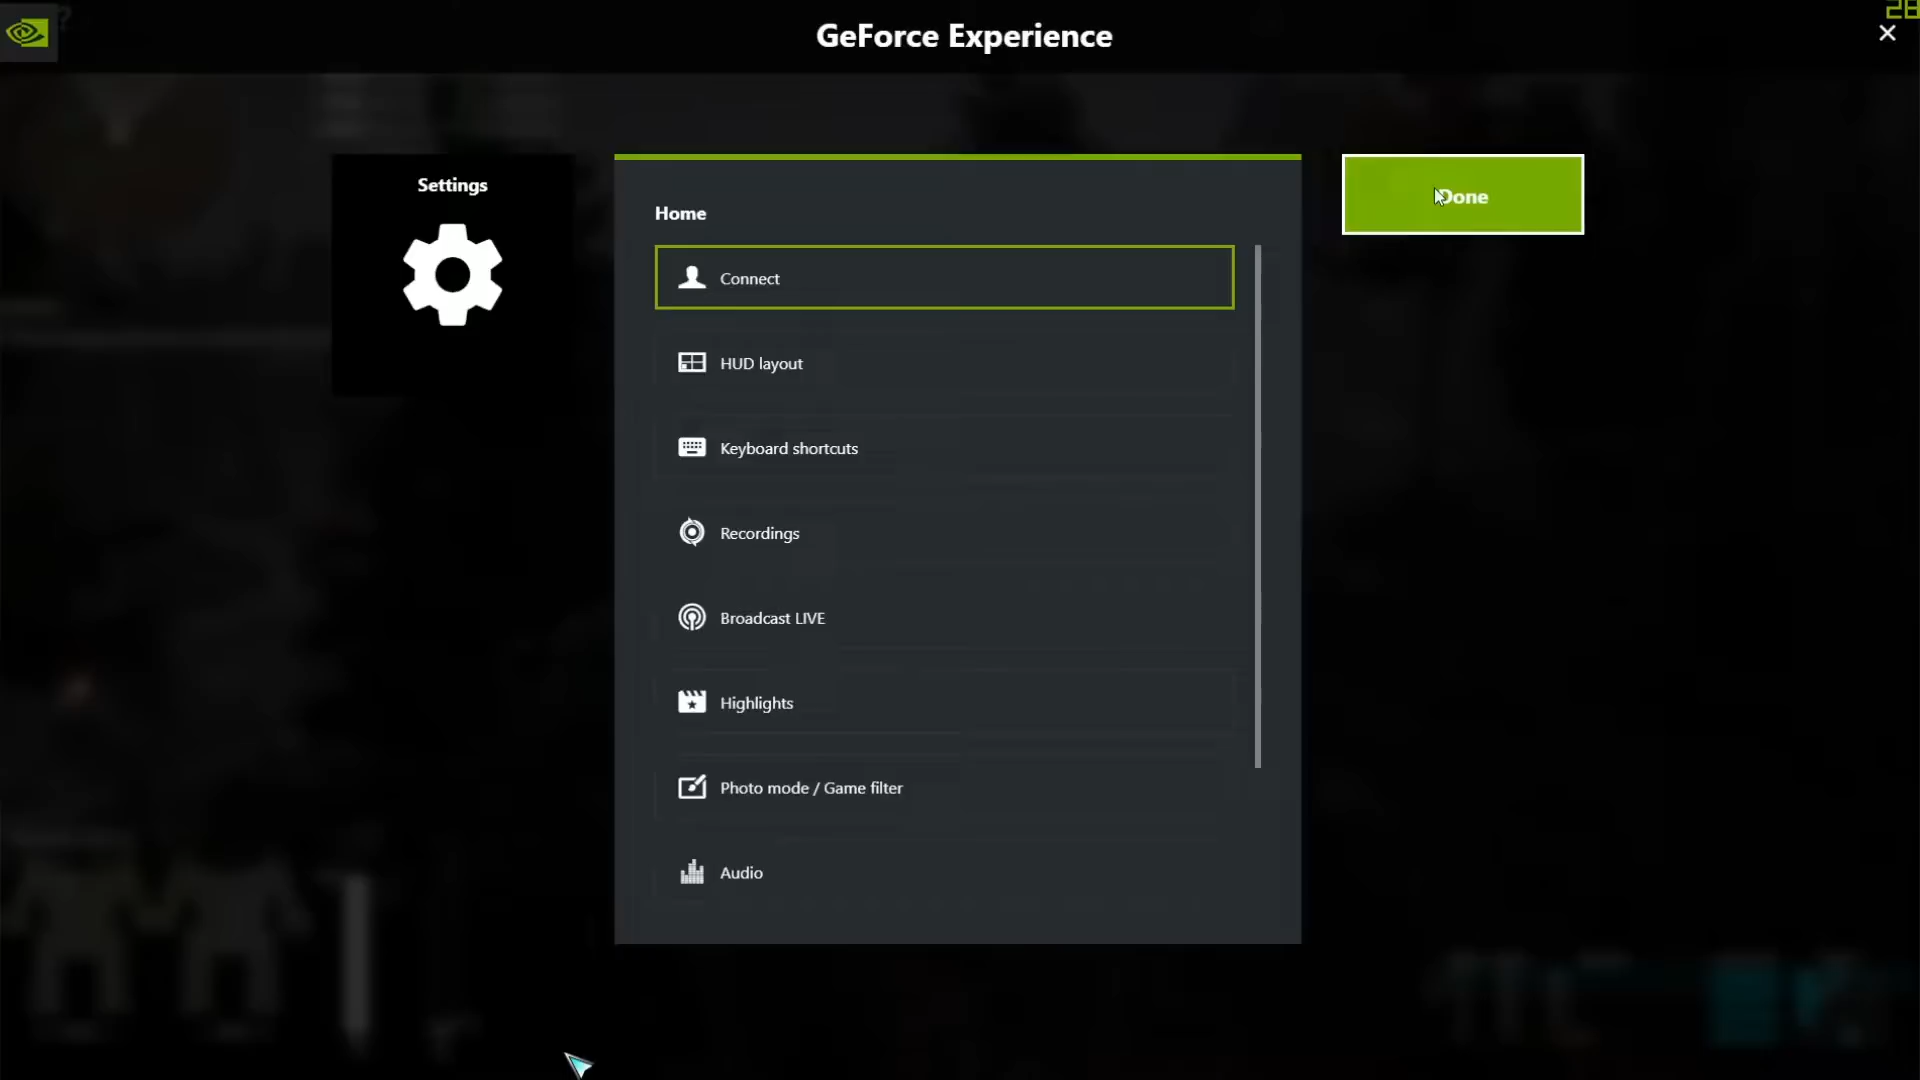 GeForce Experience
28
Settings
Home
Done
Connect
HUD layout
Keyboard shortcuts
Recordings
Broadcast LIVE
Highlights
Photo mode / Game filter
Audio